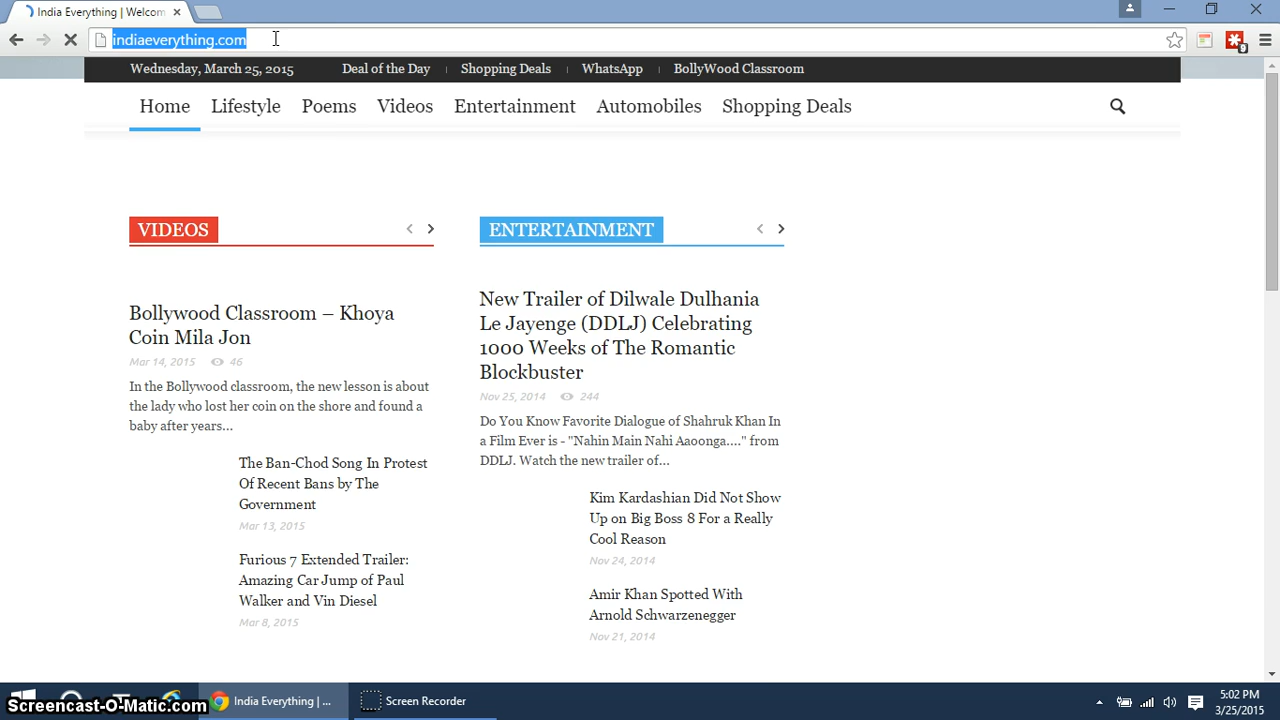 India Everything | Welcom
indiaeverything.com
Wednesday, March 25, 2015 Deal of the Day Shopping Deals WhatsApp BollyWood Classroom
Home Lifestyle Poems Videos Entertainment Automobiles Shopping Deals
VIDEOS
Bollywood Classroom – Khoya
Coin Mila Jon
Mar 14, 2015 46
In the Bollywood classroom, the new lesson is about
the lady who lost her coin on the shore and found a
baby after years...
The Ban-Chod Song In Protest
Of Recent Bans by The
Government
Mar 13, 2015
Furious 7 Extended Trailer:
Amazing Car Jump of Paul
Walker and Vin Diesel
Mar 8, 2015
ENTERTAINMENT
New Trailer of Dilwale Dulhania
Le Jayenge (DDLJ) Celebrating
1000 Weeks of The Romantic
Blockbuster
Nov 25, 2014 244
Do You Know Favorite Dialogue of Shahruk Khan In
a Film Ever is - "Nahin Main Nahi Aaoonga...." from
DDLJ. Watch the new trailer of...
Kim Kardashian Did Not Show
Up on Big Boss 8 For a Really
Cool Reason
Nov 24, 2014
Amir Khan Spotted With
Arnold Schwarzenegger
Nov 21, 2014
Screencast-O-Matic.com
India Everything | ...
Screen Recorder
5:02 PM
3/25/2015